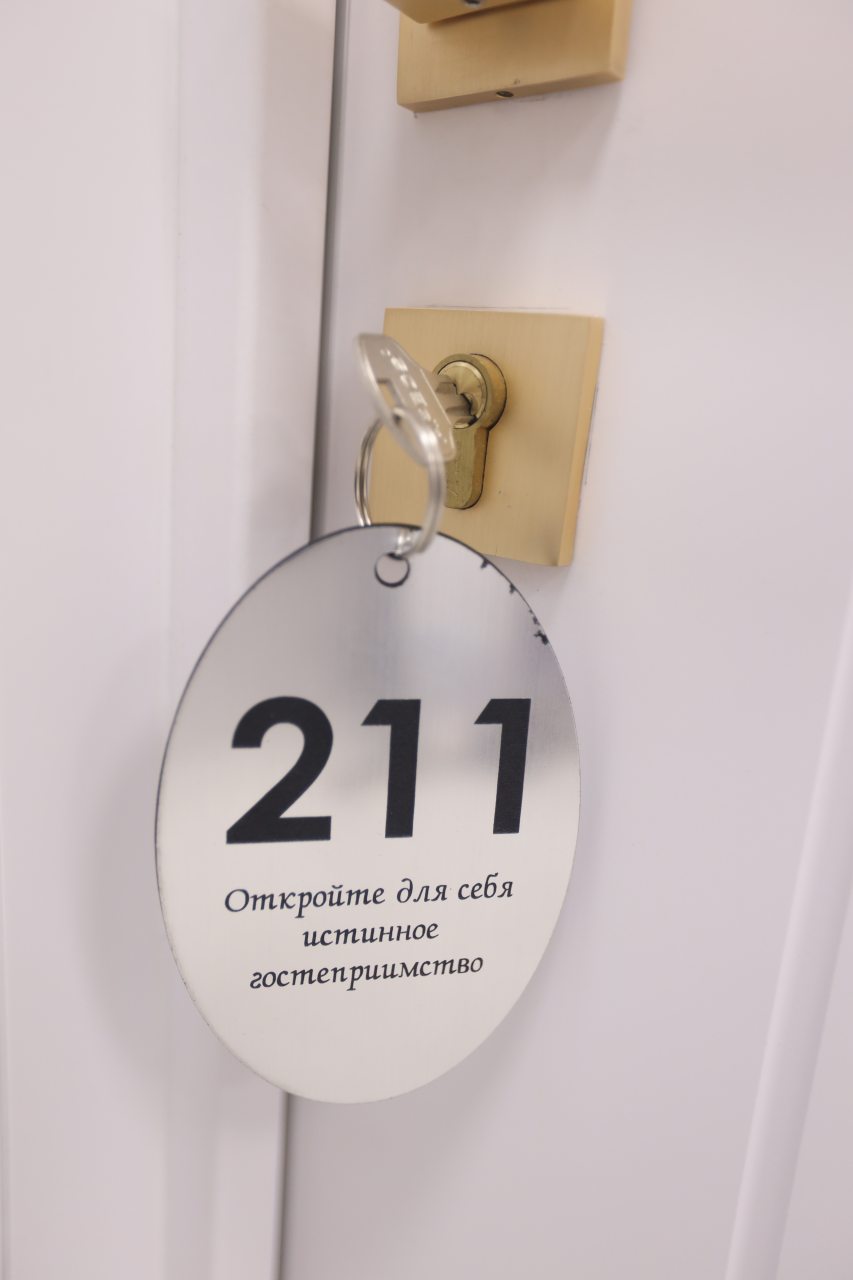 211
Откройте для себя
истинное
гостеприимство